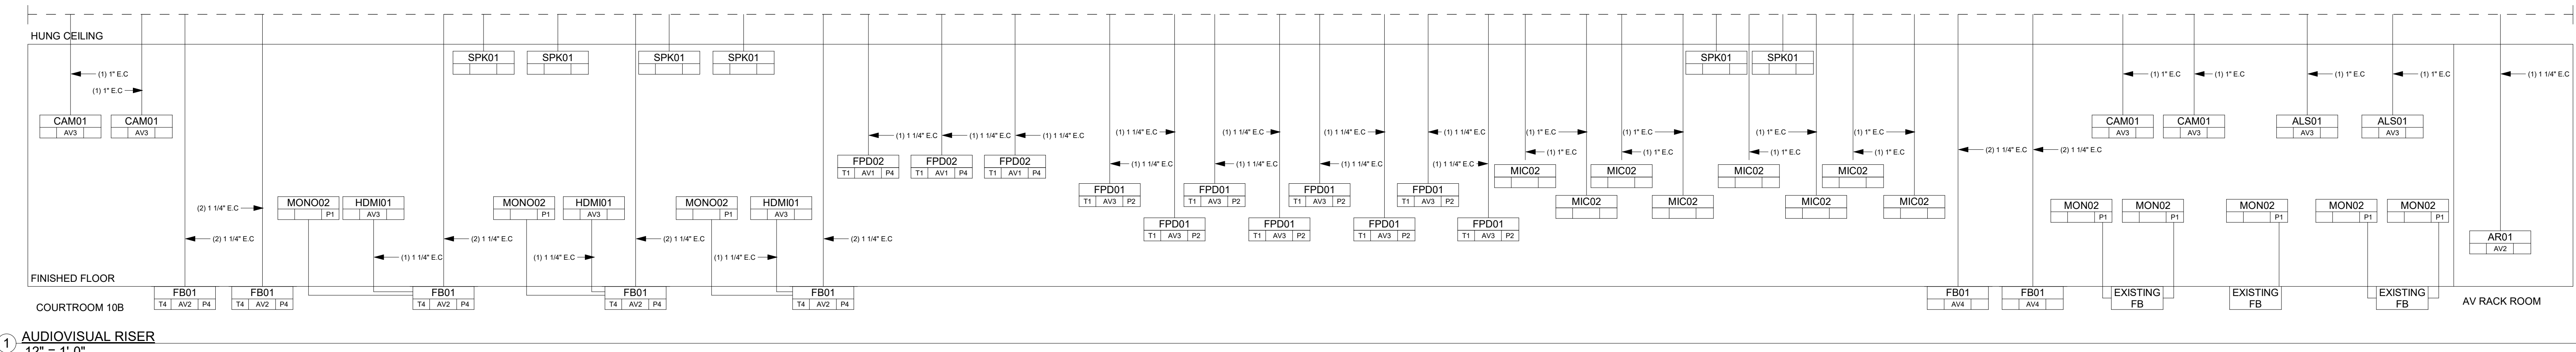 HUNG CEILING
SPK01 SPK01 SPK01 SPK01 SPK01 SPK01
(1) 1" E.C (1) 1" E.C (1) 1" E.C (1) 1" E.C (1) 1" E.C (1) 1 1/4" E.C
(1) 1" E.C
CAM01 CAM01 CAM01 CAM01 ALS01 ALS01
AV3 AV3 AV3 AV3 AV3 AV3
(1) 1 1/4" E.C (1) 1 1/4" E.C (1) 1 1/4" E.C (1) 1 1/4" E.C (1) 1 1/4" E.C (1) 1 1/4" E.C (1) 1 1/4" E.C (1) 1" E.C (1) 1" E.C (1) 1" E.C (1) 1" E.C
(2) 1 1/4" E.C (2) 1 1/4" E.C
(1) 1" E.C (1) 1" E.C (1) 1" E.C (1) 1" E.C
FPD02 FPD02 FPD02 (1) 1 1/4" E.C (1) 1 1/4" E.C (1) 1 1/4" E.C (1) 1 1/4" E.C
T1 AV1 P4 T1 AV1 P4 T1 AV1 P4 MIC02 MIC02 MIC02 MIC02
FPD01 FPD01 FPD01 FPD01
T1 AV3 P2 T1 AV3 P2 T1 AV3 P2 T1 AV3 P2 MIC02 MIC02 MIC02 MIC02
MONO02 HDMI01 MONO02 HDMI01 MONO02 HDMI01 MON02 MON02 MON02 MON02 MON02
P1 AV3 P1 AV3 P1 AV3 P1 P1 P1 P1 P1
(2) 1 1/4" E.C
FPD01 FPD01 FPD01 FPD01
T1 AV3 P2 T1 AV3 P2 T1 AV3 P2 T1 AV3 P2
(2) 1 1/4" E.C (2) 1 1/4" E.C (2) 1 1/4" E.C (2) 1 1/4" E.C AR01
AV2
(1) 1 1/4" E.C (1) 1 1/4" E.C (1) 1 1/4" E.C
FINISHED FLOOR
FB01 FB01 FB01 FB01 FB01 FB01 FB01 EXISTING FB EXISTING FB EXISTING FB
T4 AV2 P4 T4 AV2 P4 T4 AV2 P4 T4 AV2 P4 T4 AV2 P4 AV4 AV4
COURTROOM 10B AV RACK ROOM
1 AUDIOVISUAL RISER
12" = 1'-0"